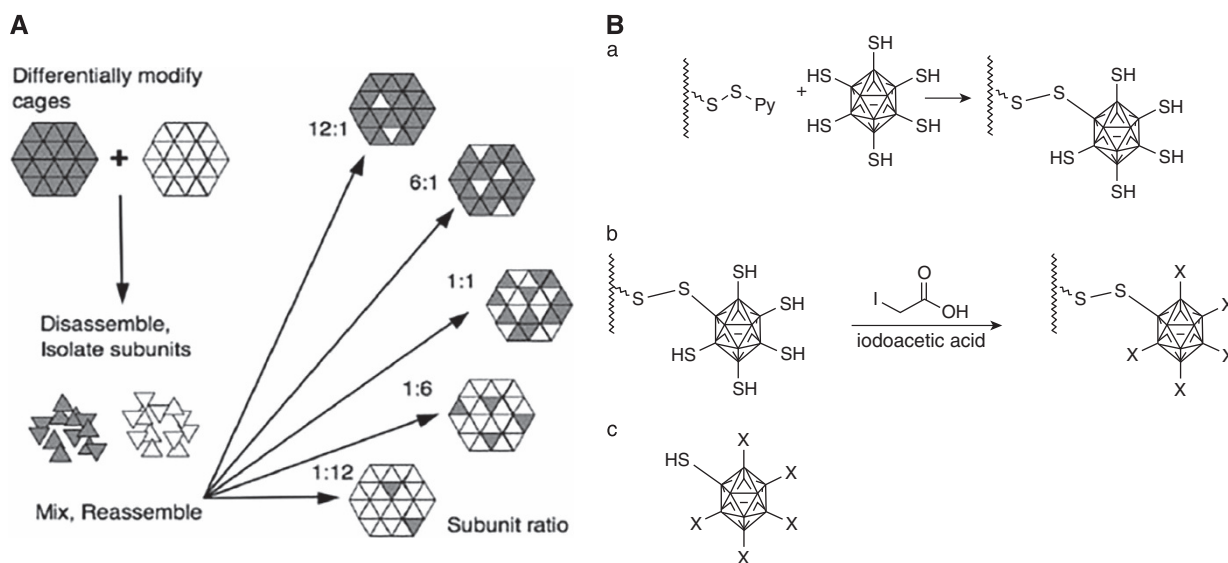 A
Differentially modify
cages
+
Disassemble,
Isolate subunits
Mix, Reassemble
12:1
6:1
1:1
1:6
1:12
Subunit ratio
B
a
S
S
Py
+
SH
HS
SH
HS
SH
SH
S
S
SH
SH
HS
SH
SH
b
S
S
SH
SH
HS
SH
SH
O
I
OH
iodoacetic acid
S
S
X
X
X
X
X
c
HS
X
X
X
X
X